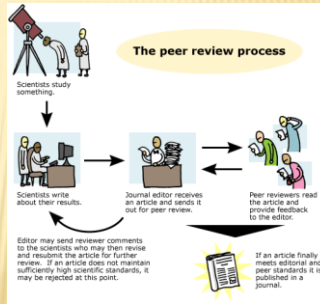 The peer review process
Scientists study
something.
Scientists write
about their results.
Journal editor receives
an article and sends it
out for peer review.
Peer reviewers read
the article and
provide feedback
to the editor.
Editor may send reviewer comments
to the scientists who may then revise
and resubmit the article for further
review. If an article does not maintain
sufficiently high scientific standards, it
may be rejected at this point.
If an article finally
meets editorial and
peer standards it is
published in a
journal.